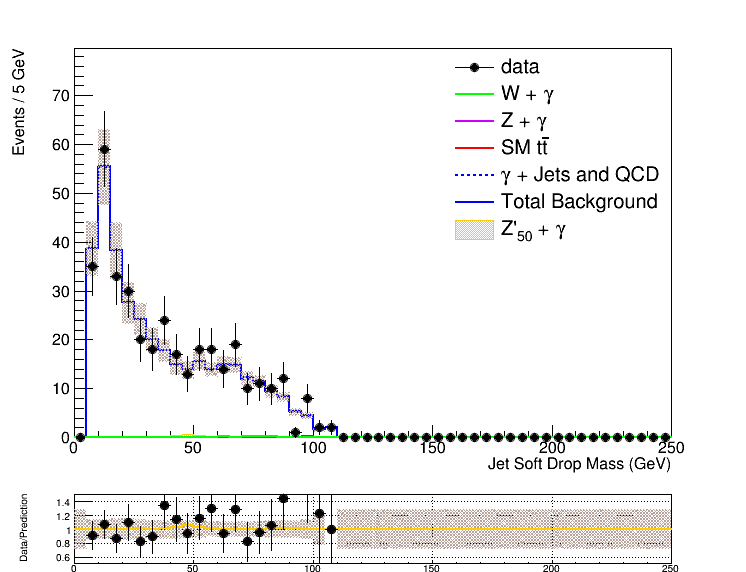 Events / 5 GeV
70
60
50
40
30
20
10
0
data
W + γ
Z + γ
SM tt̄
γ + Jets and QCD
Total Background
Z'₅₀ + γ
0 50 100 150 200 250
Jet Soft Drop Mass (GeV)
Data/Prediction
1.4
1.2
1
0.8
0.6
0 50 100 150 200 250